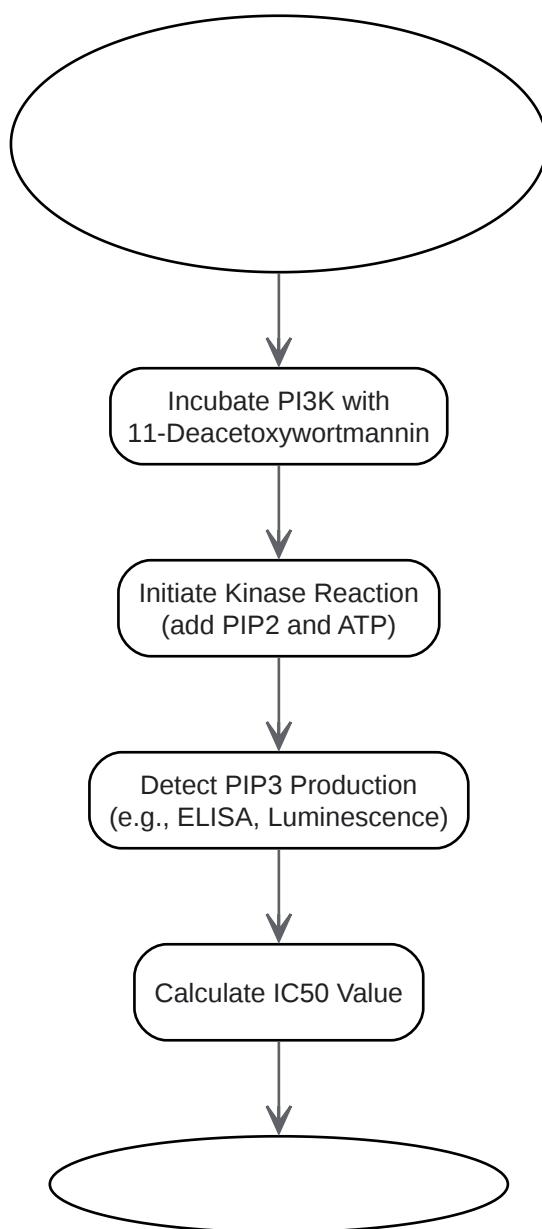 Incubate PI3K with
11-Deacetoxywortmannin
Initiate Kinase Reaction
(add PIP2 and ATP)
Detect PIP3 Production
(e.g., ELISA, Luminescence)
Calculate IC50 Value